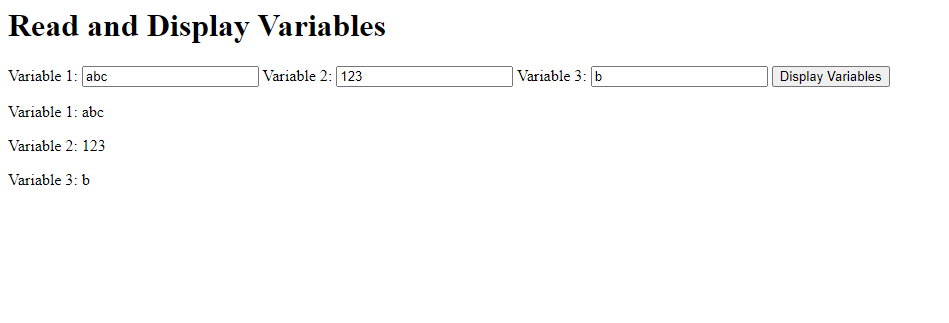 Read and Display Variables
Variable 1: abc Variable 2: 123 Variable 3: b Display Variables
Variable 1: abc
Variable 2: 123
Variable 3: b